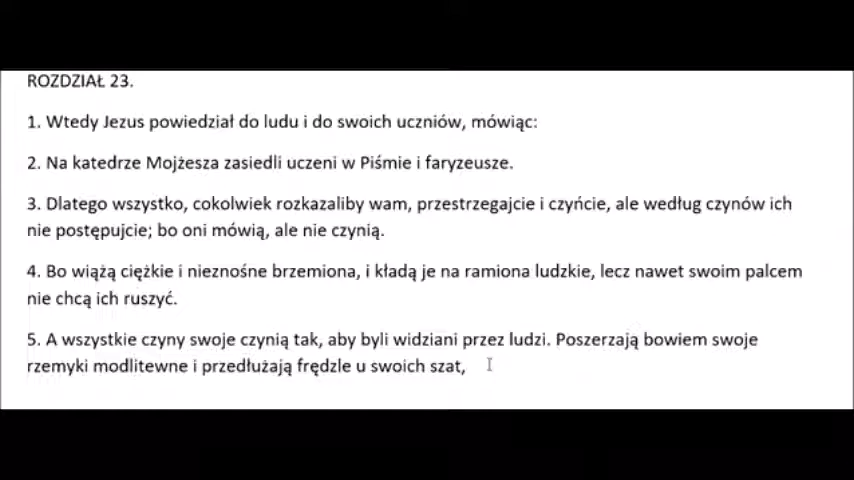 ROZDZIAŁ 23.
1. Wtedy Jezus powiedział do ludu i do swoich uczniów, mówiąc:
2. Na katedrze Mojżesza zasiedli uczeni w Piśmie i faryzeusze.
3. Dlatego wszystko, cokolwiek rozkazaliby wam, przestrzegajcie i czyńcie, ale według czynów ich
nie postępujcie; bo oni mówią, ale nie czynią.
4. Bo wiążą ciężkie i nieznośne brzemiona, i kładą je na ramiona ludzkie, lecz nawet swoim palcem
nie chcą ich ruszyć.
5. A wszystkie czyny swoje czynią tak, aby byli widziani przez ludzi. Poszerzają bowiem swoje
rzemyki modlitewne i przedłużają frędzle u swoich szat,